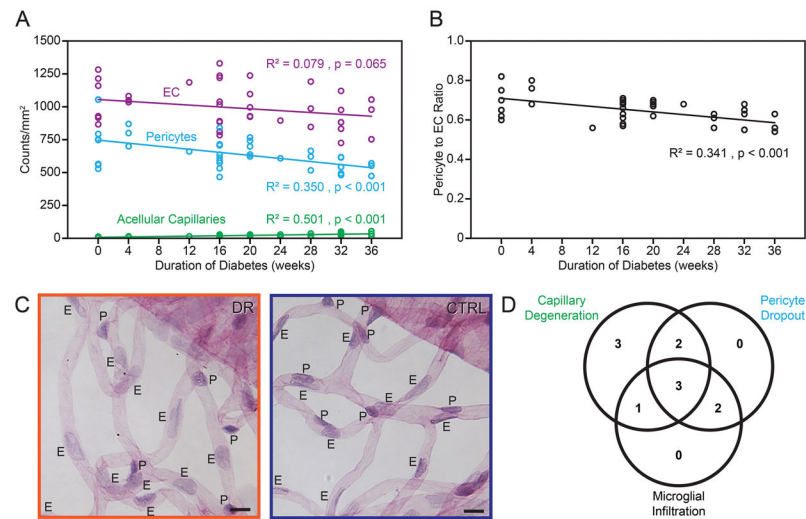 A
1500
1250
1000
750
500
250
0
Counts/mm²
EC
R² = 0.079 , p = 0.065
Pericytes
R² = 0.350 , p < 0.001
Acellular Capillaries
R² = 0.501 , p < 0.001
0 4 8 12 16 20 24 28 32 36
Duration of Diabetes (weeks)
B
1.0
0.8
0.6
0.4
0.2
0.0
Pericyte to EC Ratio
R² = 0.341 , p < 0.001
0 4 8 12 16 20 24 28 32 36
Duration of Diabetes (weeks)
C
DR
E
P
E
E
P
E
E
E
P
E
P
E
E
E
E
CTRL
E
P
E
P
E
P
P
P
E
E
E
E
D
Capillary
Degeneration
Pericyte
Dropout
3
2
0
3
1
2
0
Microglial
Infiltration